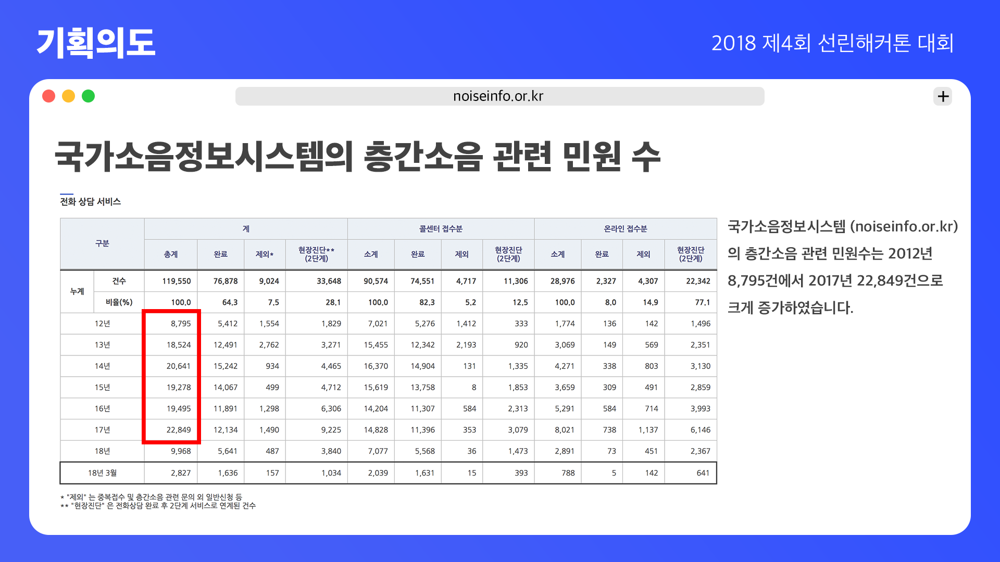 기획의도
2018 제4회 선린해커톤 대회
noiseinfo.or.kr
+
국가소음정보시스템의 층간소음 관련 민원 수
전화 상담 서비스
구분 계 콜센터 접수분 온라인 접수분
총계 완료 제외* 현장진단** (2단계) 소계 완료 제외 현장진단 (2단계) 소계 완료 제외 현장진단 (2단계)
누계 건수 119,550 76,878 9,024 33,648 90,574 74,551 4,717 11,306 28,976 2,327 4,307 22,342
비율(%) 100.0 64.3 7.5 28.1 100.0 82.3 5.2 12.5 100.0 8.0 14.9 77.1
12년 8,795 5,412 1,554 1,829 7,021 5,276 1,412 333 1,774 136 142 1,496
13년 18,524 12,491 2,762 3,271 15,455 12,342 2,193 920 3,069 149 569 2,351
14년 20,641 15,242 934 4,465 16,370 14,904 131 1,335 4,271 338 803 3,130
15년 19,278 14,067 499 4,712 15,619 13,758 8 1,853 3,659 309 491 2,859
16년 19,495 11,891 1,298 6,306 14,204 11,307 584 2,313 5,291 584 714 3,993
17년 22,849 12,134 1,490 9,225 14,828 11,396 353 3,079 8,021 738 1,137 6,146
18년 9,968 5,641 487 3,840 7,077 5,568 36 1,473 2,891 73 451 2,367
18년 3월 2,827 1,636 157 1,034 2,039 1,631 15 393 788 5 142 641
* "제외" 는 중복접수 및 층간소음 관련 문의 외 일반신청 등
** "현장진단" 은 전화상담 완료 후 2단계 서비스로 연계된 건수
국가소음정보시스템 (noiseinfo.or.kr)
의 층간소음 관련 민원수는 2012년
8,795건에서 2017년 22,849건으로
크게 증가하였습니다.